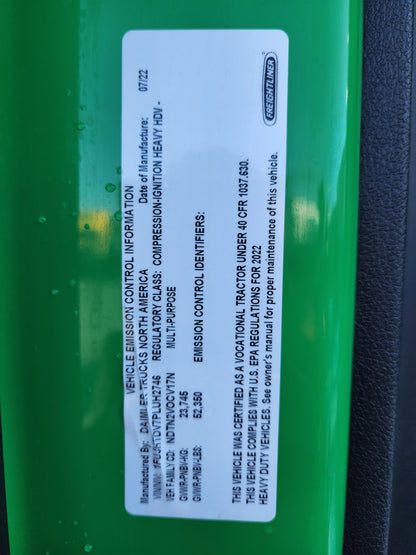 VEHICLE EMISSION CONTROL INFORMATION
Manufactured By: DAIMLER TRUCKS NORTH AMERICA Date of Manufacture: 07/22
REGULATORY CLASS: COMPRESSION-IGNITION HEAVY HDV -
VEH FAMILY CD: MULTI-PURPOSE
GVWR-PNBV-KG: 23,745
GVWR-PNBV-LBS: 52,350 EMISSION CONTROL IDENTIFIERS:
THIS VEHICLE WAS CERTIFIED AS A VOCATIONAL TRACTOR UNDER 40 CFR 1037.630.
THIS VEHICLE COMPLIES WITH U.S. EPA REGULATIONS FOR 2022
HEAVY DUTY VEHICLES. See owner's manual for proper maintenance of this vehicle.
FREIGHTLINER